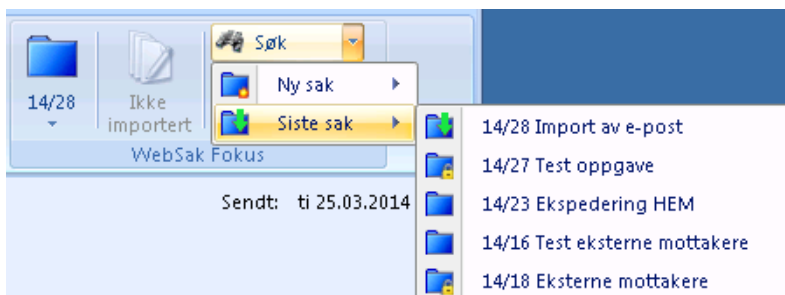 Søk
14/28
Ikke
importert
Ny sak
Siste sak
WebSak Fokus
14/28 Import av e-post
14/27 Test oppgave
14/23 Ekspedering HEM
14/16 Test eksterne mottakere
14/18 Eksterne mottakere
Sendt: ti 25.03.2014